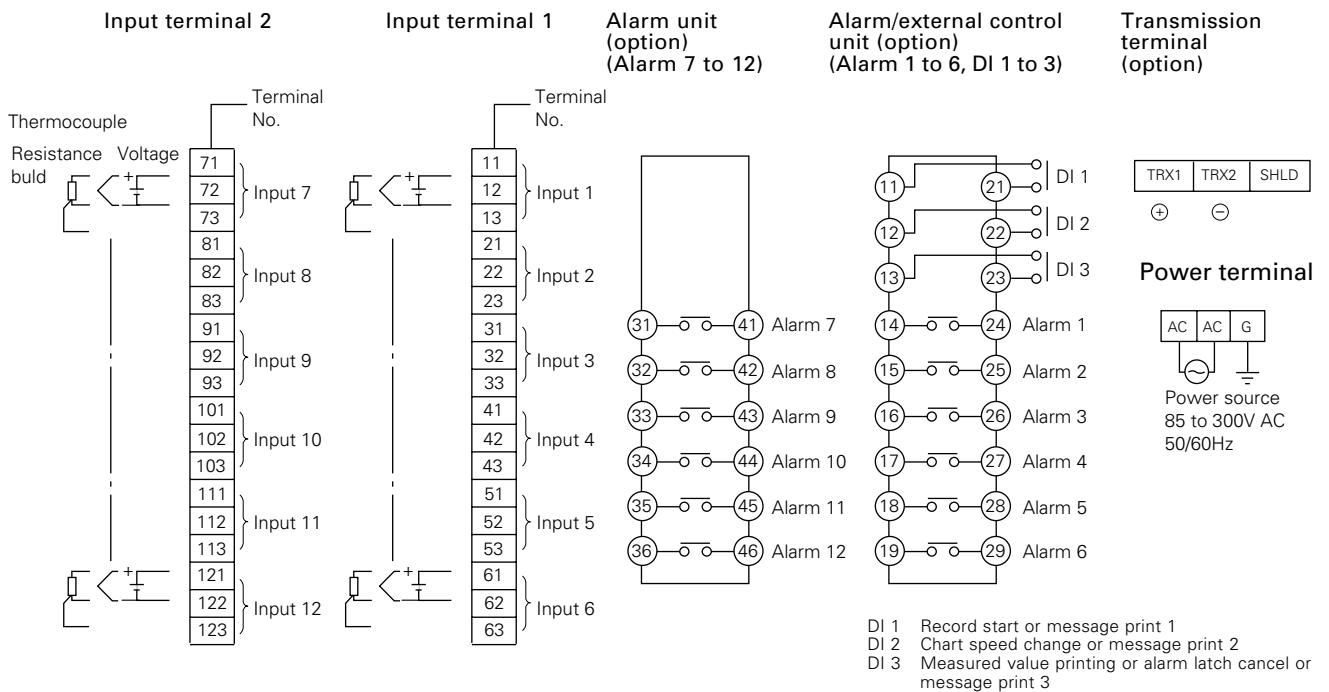 Input terminal 2
Terminal
No.
Thermocouple
Resistance Voltage
buld
+
71
72
73
Input 7
81
82
83
Input 8
91
92
93
Input 9
101
102
103
Input 10
111
112
113
Input 11
+
121
122
123
Input 12
Input terminal 1
Terminal
No.
+
11
12
13
Input 1
21
22
23
Input 2
31
32
33
Input 3
41
42
43
Input 4
51
52
53
Input 5
+
61
62
63
Input 6
Alarm unit
(option)
(Alarm 7 to 12)
31 41 Alarm 7
32 42 Alarm 8
33 43 Alarm 9
34 44 Alarm 10
35 45 Alarm 11
36 46 Alarm 12
Alarm/external control
unit (option)
(Alarm 1 to 6, DI 1 to 3)
11 21 DI 1
12 22 DI 2
13 23 DI 3
14 24 Alarm 1
15 25 Alarm 2
16 26 Alarm 3
17 27 Alarm 4
18 28 Alarm 5
19 29 Alarm 6
DI 1 Record start or message print 1
DI 2 Chart speed change or message print 2
DI 3 Measured value printing or alarm latch cancel or
message print 3
Transmission
terminal
(option)
TRX1 TRX2 SHLD
+ −
Power terminal
AC AC G
Power source
85 to 300V AC
50/60Hz